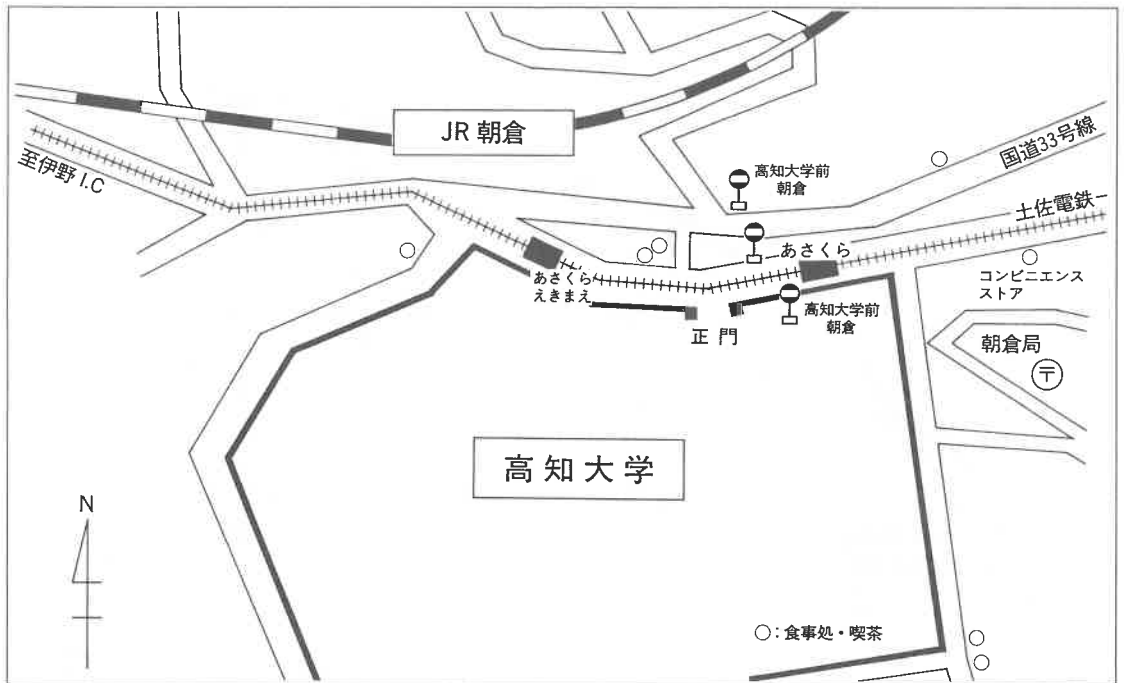 JR 朝倉
至伊野 I.C
国道33号線
高知大学前
朝倉
土佐電鉄
あさくら
あさくら
えきまえ
コンビニエンス
ストア
高知大学前
朝倉
正門
朝倉局
〒
高知大学
N
○:食事処・喫茶